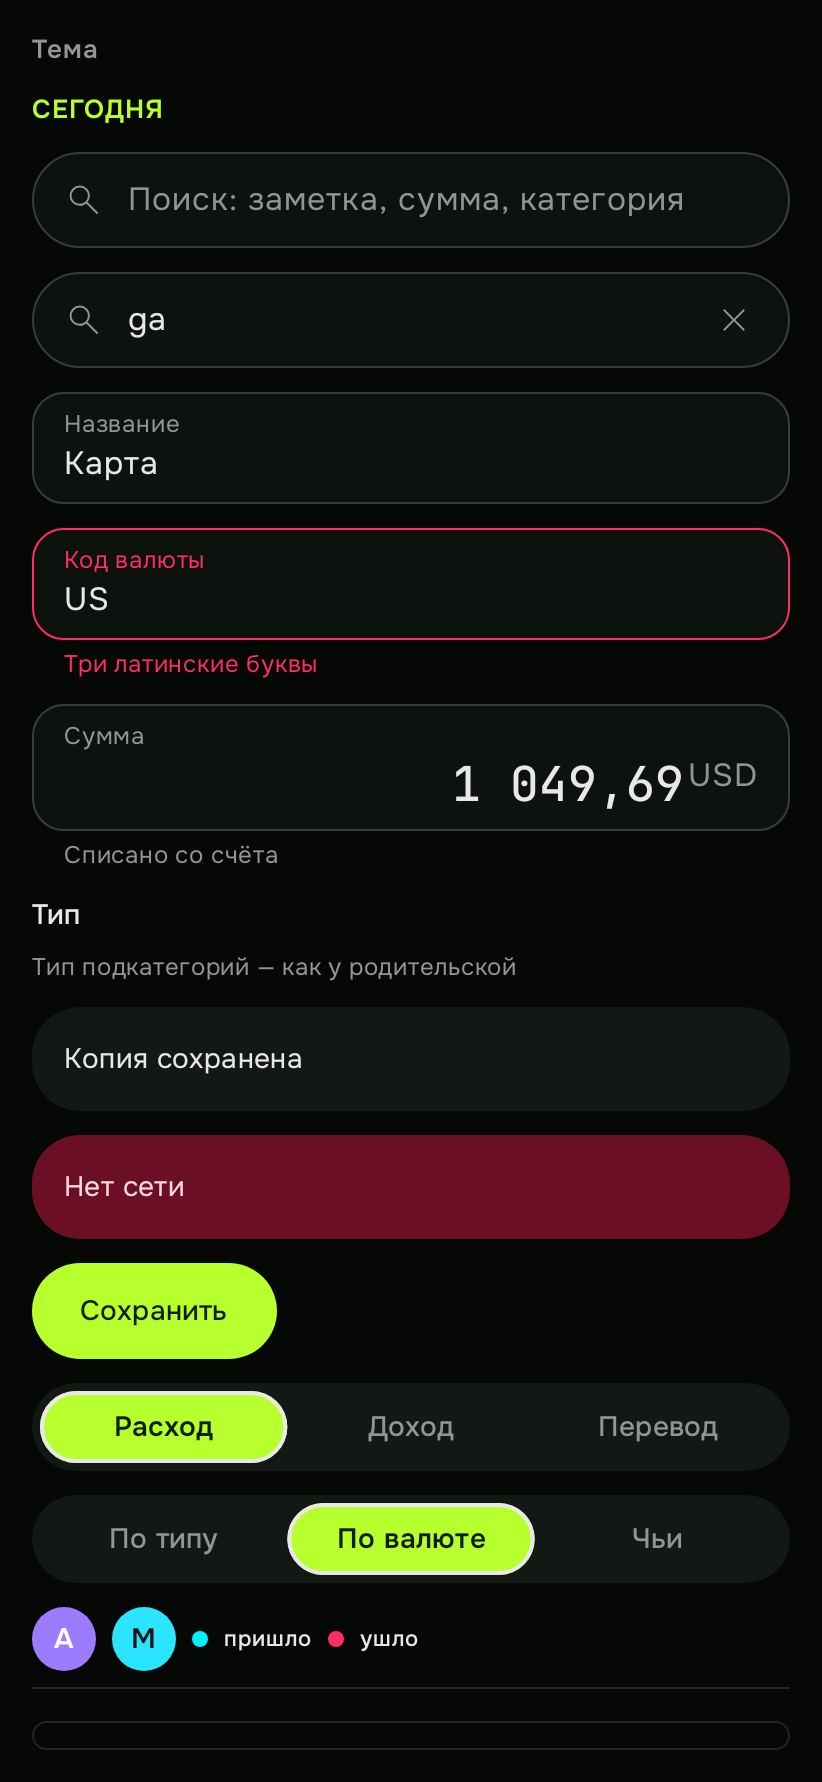 Тема
СЕГОДНЯ
Поиск: заметка, сумма, категория
ga
Название
Карта
Код валюты
US
Три латинские буквы
Сумма
1 049,69 USD
Списано со счёта
Тип
Тип подкатегорий — как у родительской
Копия сохранена
Нет сети
Сохранить
Расход Доход Перевод
По типу По валюте Чьи
А М пришло ушло